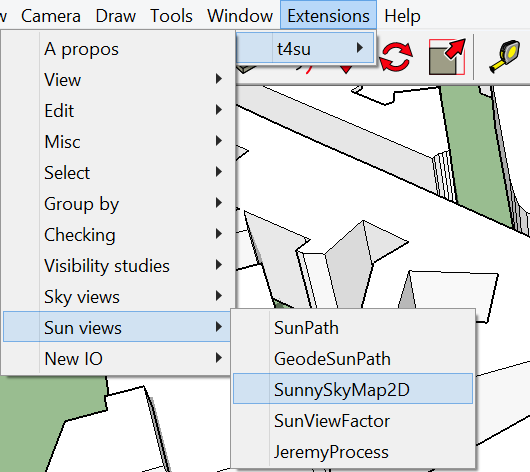 Camera Draw Tools Window Extensions Help
t4su
A propos
View
Edit
Misc
Select
Group by
Checking
Visibility studies
Sky views
Sun views
New IO
SunPath
GeodeSunPath
SunnySkyMap2D
SunViewFactor
JeremyProcess